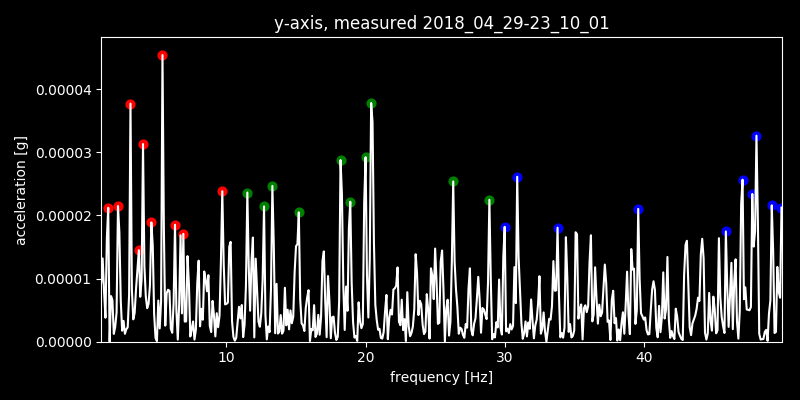 y-axis, measured 2018_04_29-23_10_01
0.00004
0.00003
0.00002
0.00001
0.00000
acceleration [g]
10 20 30 40
frequency [Hz]